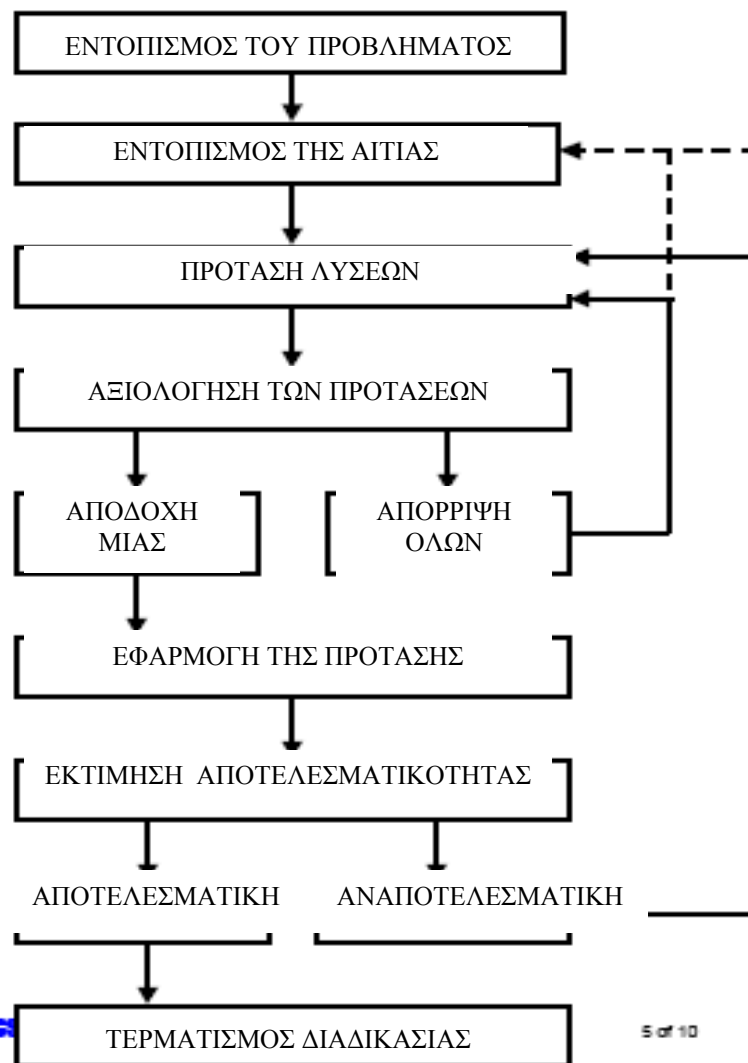 ΕΝΤΟΠΙΣΜΟΣ ΤΟΥ ΠΡΟΒΛΗΜΑΤΟΣ
ΕΝΤΟΠΙΣΜΟΣ ΤΗΣ ΑΙΤΙΑΣ
ΠΡΟΤΑΣΗ ΛΥΣΕΩΝ
ΑΞΙΟΛΟΓΗΣΗ ΤΩΝ ΠΡΟΤΑΣΕΩΝ
ΑΠΟΔΟΧΗ
ΜΙΑΣ
ΑΠΟΡΡΙΨΗ
ΟΛΩΝ
ΕΦΑΡΜΟΓΗ ΤΗΣ ΠΡΟΤΑΣΗΣ
ΕΚΤΙΜΗΣΗ ΑΠΟΤΕΛΕΣΜΑΤΙΚΟΤΗΤΑΣ
ΑΠΟΤΕΛΕΣΜΑΤΙΚΗ
ΑΝΑΠΟΤΕΛΕΣΜΑΤΙΚΗ
ΤΕΡΜΑΤΙΣΜΟΣ ΔΙΑΔΙΚΑΣΙΑΣ
5 of 10